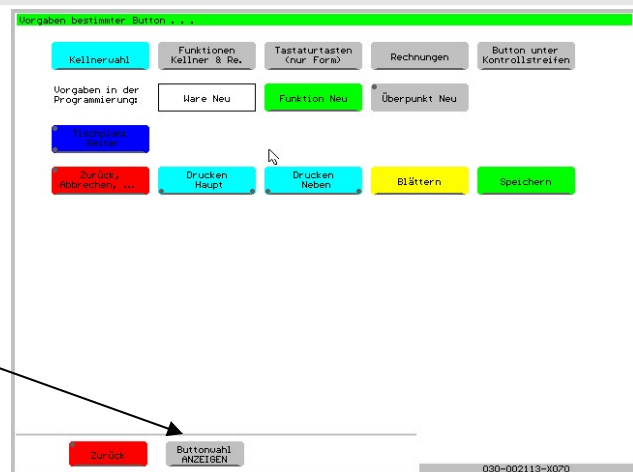 Vorgaben bestimmter Button . . .
Kellnerwahl
Funktionen
Kellner & Re.
Tastaturtasten
(nur Form)
Rechnungen
Button unter
Kontrollstreifen
Vorgaben in der
Programmierung:
Ware Neu
Funktion Neu
Überpunkt Neu
Tischplan:
Reiter
Zurück,
Abbrechen, ...
Drucken
Haupt
Drucken
Neben
Blättern
Speichern
Zurück
Buttonwahl
ANZEIGEN
030-002113-X070